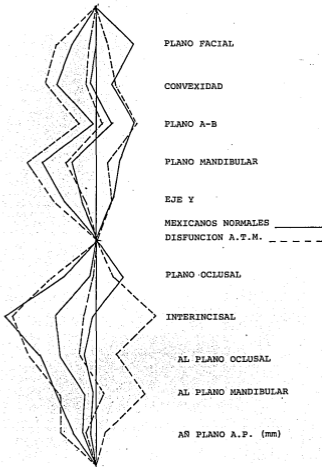 PLANO FACIAL
CONVEXIDAD
PLANO A-B
PLANO MANDIBULAR
EJE Y
MEXICANOS NORMALES
DISFUNCION A.T.M.
PLANO OCLUSAL
INTERINCISAL
AL PLANO OCLUSAL
AL PLANO MANDIBULAR
AÑ PLANO A.P. (mm)